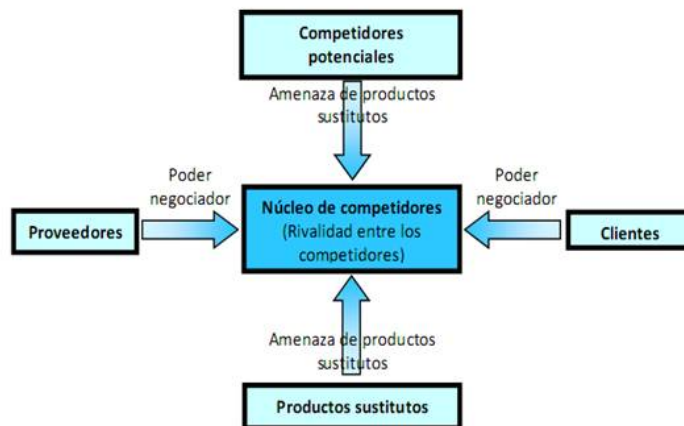 Competidores
potenciales
Amenaza de productos
sustitutos
Poder
negociador
Poder
negociador
Proveedores
Núcleo de competidores
(Rivalidad entre los
competidores)
Clientes
Amenaza de productos
sustitutos
Productos sustitutos